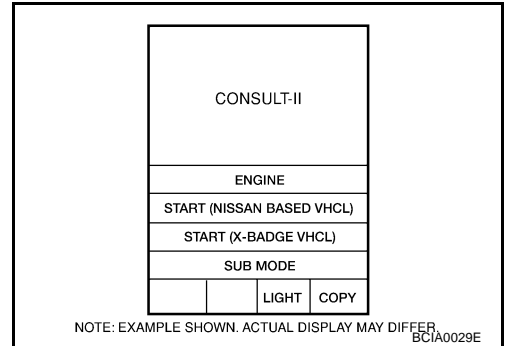 CONSULT-II
ENGINE
START (NISSAN BASED VHCL)
START (X-BADGE VHCL)
SUB MODE
LIGHT COPY
NOTE: EXAMPLE SHOWN. ACTUAL DISPLAY MAY DIFFER.
BCIA0029E